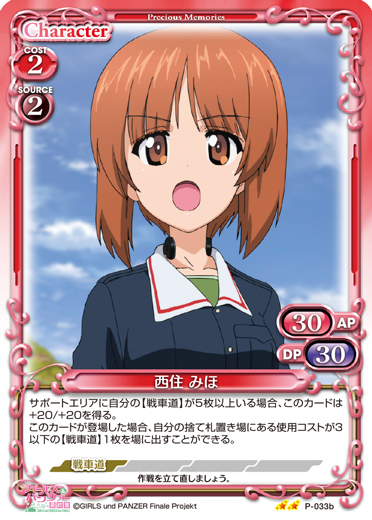 Precious Memories
Character
COST
2
SOURCE
2
30 AP
DP 30
西住 みほ
サポートエリアに自分の【戦車道】が5枚以上いる場合、このカードは
+20/+20を得る。
このカードが登場した場合、自分の捨て札置き場にある使用コストが3
以下の【戦車道】1枚を場に出すことができる。
戦車道
作戦を立て直しましょう。
©GIRLS und PANZER Finale Projekt
P-033b